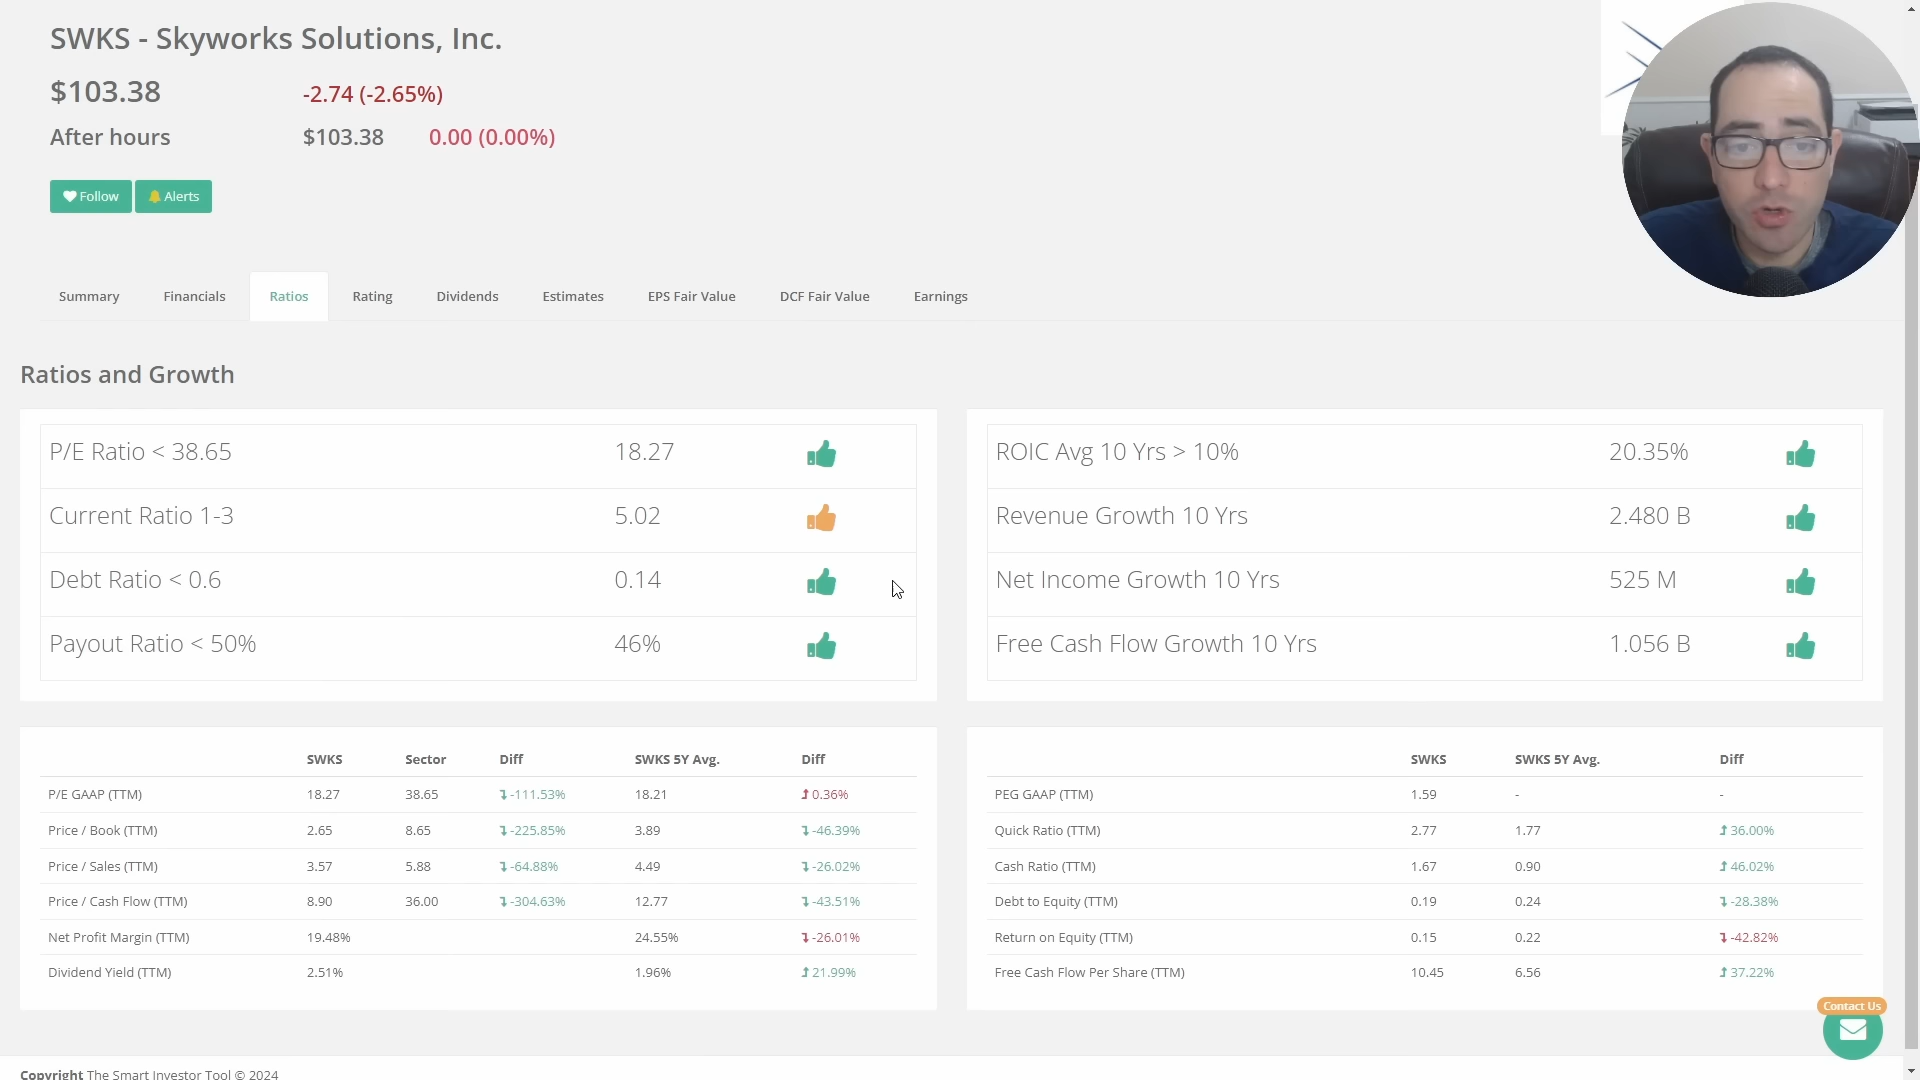 SWKS - Skyworks Solutions, Inc.
$103.38 -2.74 (-2.65%)
After hours $103.38 0.00 (0.00%)
Follow Alerts
Summary Financials Ratios Rating Dividends Estimates EPS Fair Value DCF Fair Value Earnings
Ratios and Growth
P/E Ratio < 38.65 18.27
Current Ratio 1-3 5.02
Debt Ratio < 0.6 0.14
Payout Ratio < 50% 46%
ROIC Avg 10 Yrs > 10% 20.35%
Revenue Growth 10 Yrs 2.480 B
Net Income Growth 10 Yrs 525 M
Free Cash Flow Growth 10 Yrs 1.056 B
SWKS Sector Diff SWKS 5Y Avg. Diff
P/E GAAP (TTM) 18.27 38.65 -111.53% 18.21 0.36%
Price / Book (TTM) 2.65 8.65 -225.85% 3.89 -46.39%
Price / Sales (TTM) 3.57 5.88 -64.88% 4.49 -26.02%
Price / Cash Flow (TTM) 8.90 36.00 -304.63% 12.77 -43.51%
Net Profit Margin (TTM) 19.48% 24.55% -26.01%
Dividend Yield (TTM) 2.51% 1.96% 21.99%
SWKS SWKS 5Y Avg. Diff
PEG GAAP (TTM) 1.59 - -
Quick Ratio (TTM) 2.77 1.77 36.00%
Cash Ratio (TTM) 1.67 0.90 46.02%
Debt to Equity (TTM) 0.19 0.24 -28.38%
Return on Equity (TTM) 0.15 0.22 -42.82%
Free Cash Flow Per Share (TTM) 10.45 6.56 37.22%
Contact Us
Copyright The Smart Investor Tool © 2024